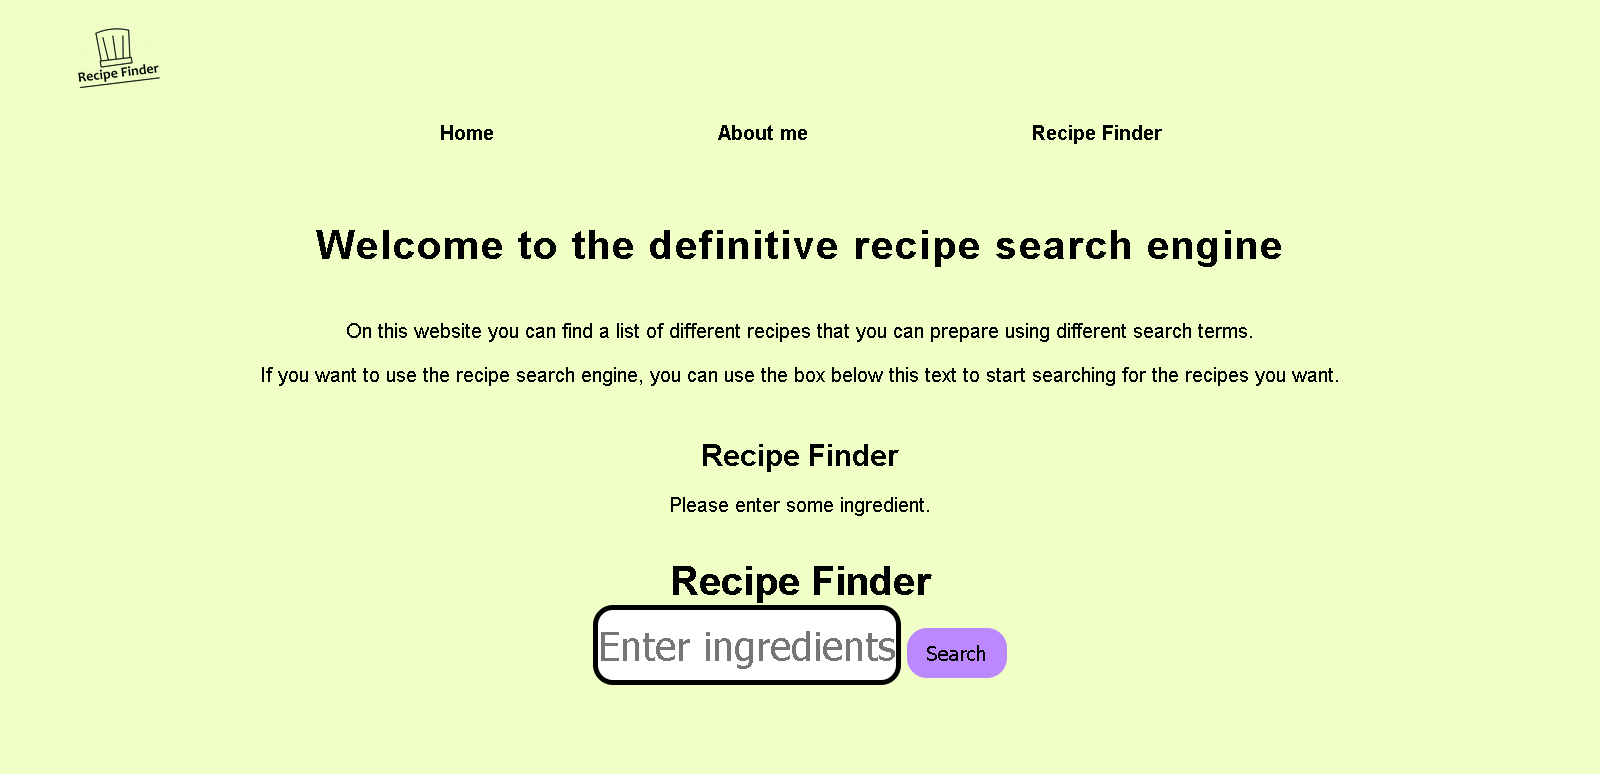 Recipe Finder
Home About me Recipe Finder
Welcome to the definitive recipe search engine
On this website you can find a list of different recipes that you can prepare using different search terms.
If you want to use the recipe search engine, you can use the box below this text to start searching for the recipes you want.
Recipe Finder
Please enter some ingredient.
Recipe Finder
Enter ingredients Search